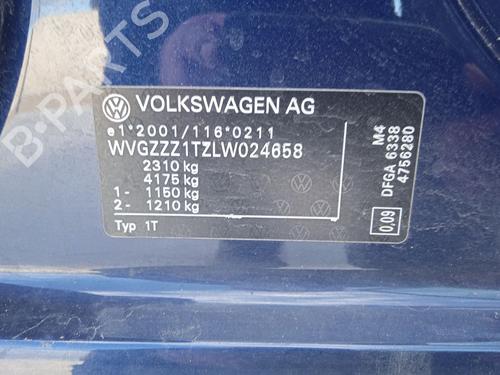 VOLKSWAGEN AG
e1*2001/116*0211
WVGZZZ1TZLW024658
2310 kg
4175 kg
1- 1150 kg
2- 1210 kg
Typ 1T
M4
DFGA 6338
4756280
0,09
B-PARTS